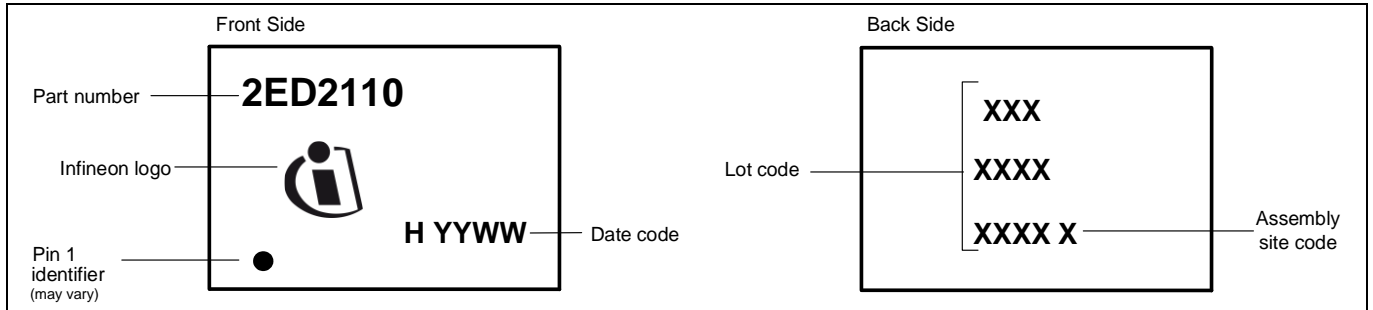 Front Side
2ED2110
Part number
Infineon logo
H YYWW
Date code
Pin 1
identifier
(may vary)
Back Side
XXX
XXXX
XXXX X
Lot code
Assembly
site code